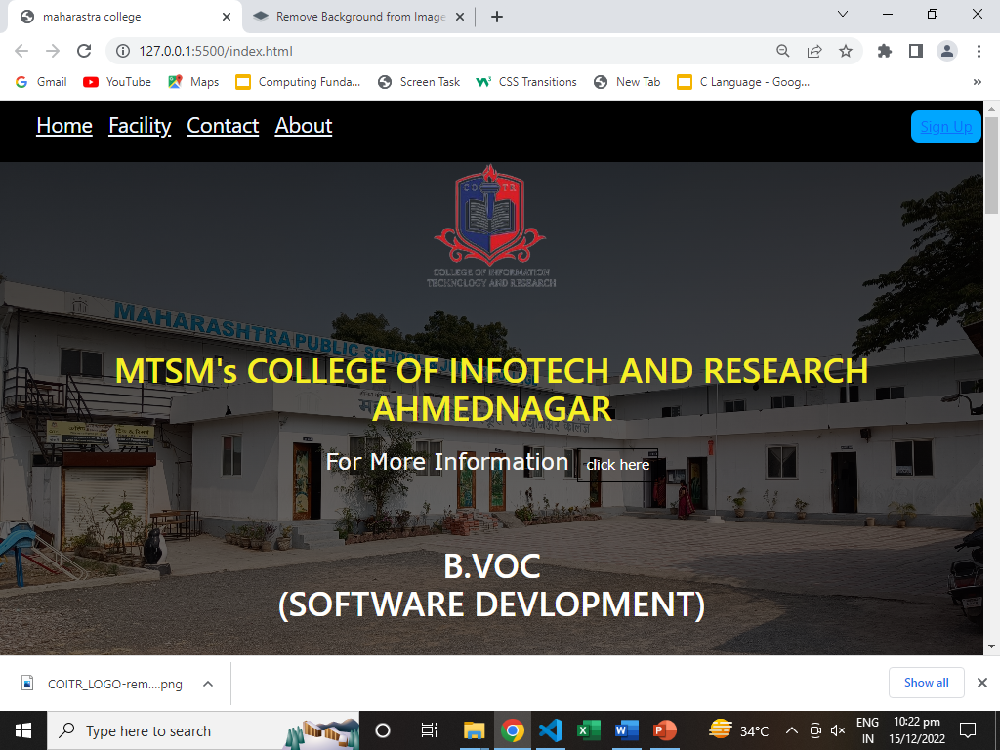 maharastra college
Remove Background from Image
127.0.0.1:5500/index.html
Gmail
YouTube
Maps
Computing Funda...
Screen Task
CSS Transitions
New Tab
C Language - Goog...
»
Home Facility Contact About
Sign Up
COTR
COLLEGE OF INFORMATION
TECHNOLOGY AND RESEARCH
MAHARASHTRA PUBLIC SCHOOL
MTSM's COLLEGE OF INFOTECH AND RESEARCH
AHMEDNAGAR
For More Information click here
B.VOC
(SOFTWARE DEVLOPMENT)
COITR_LOGO-rem....png
Show all
Type here to search
34°C
ENG
IN
10:22 pm
15/12/2022